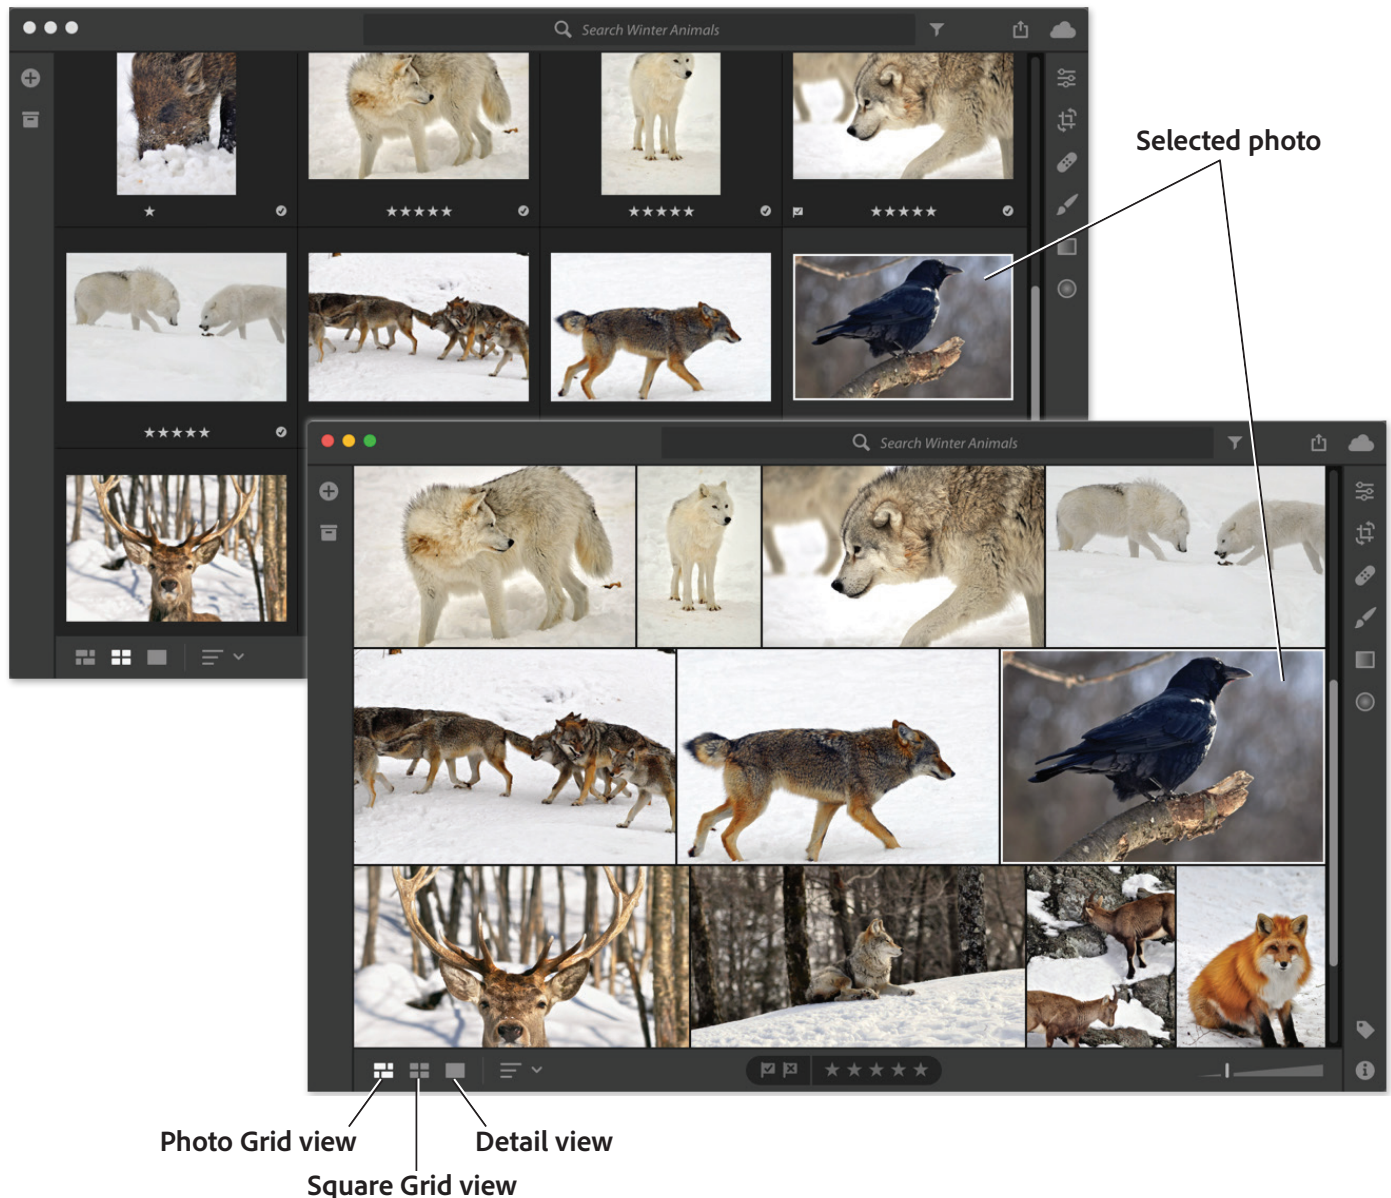 Search Winter Animals
Selected photo
Search Winter Animals
Photo Grid view
Detail view
Square Grid view